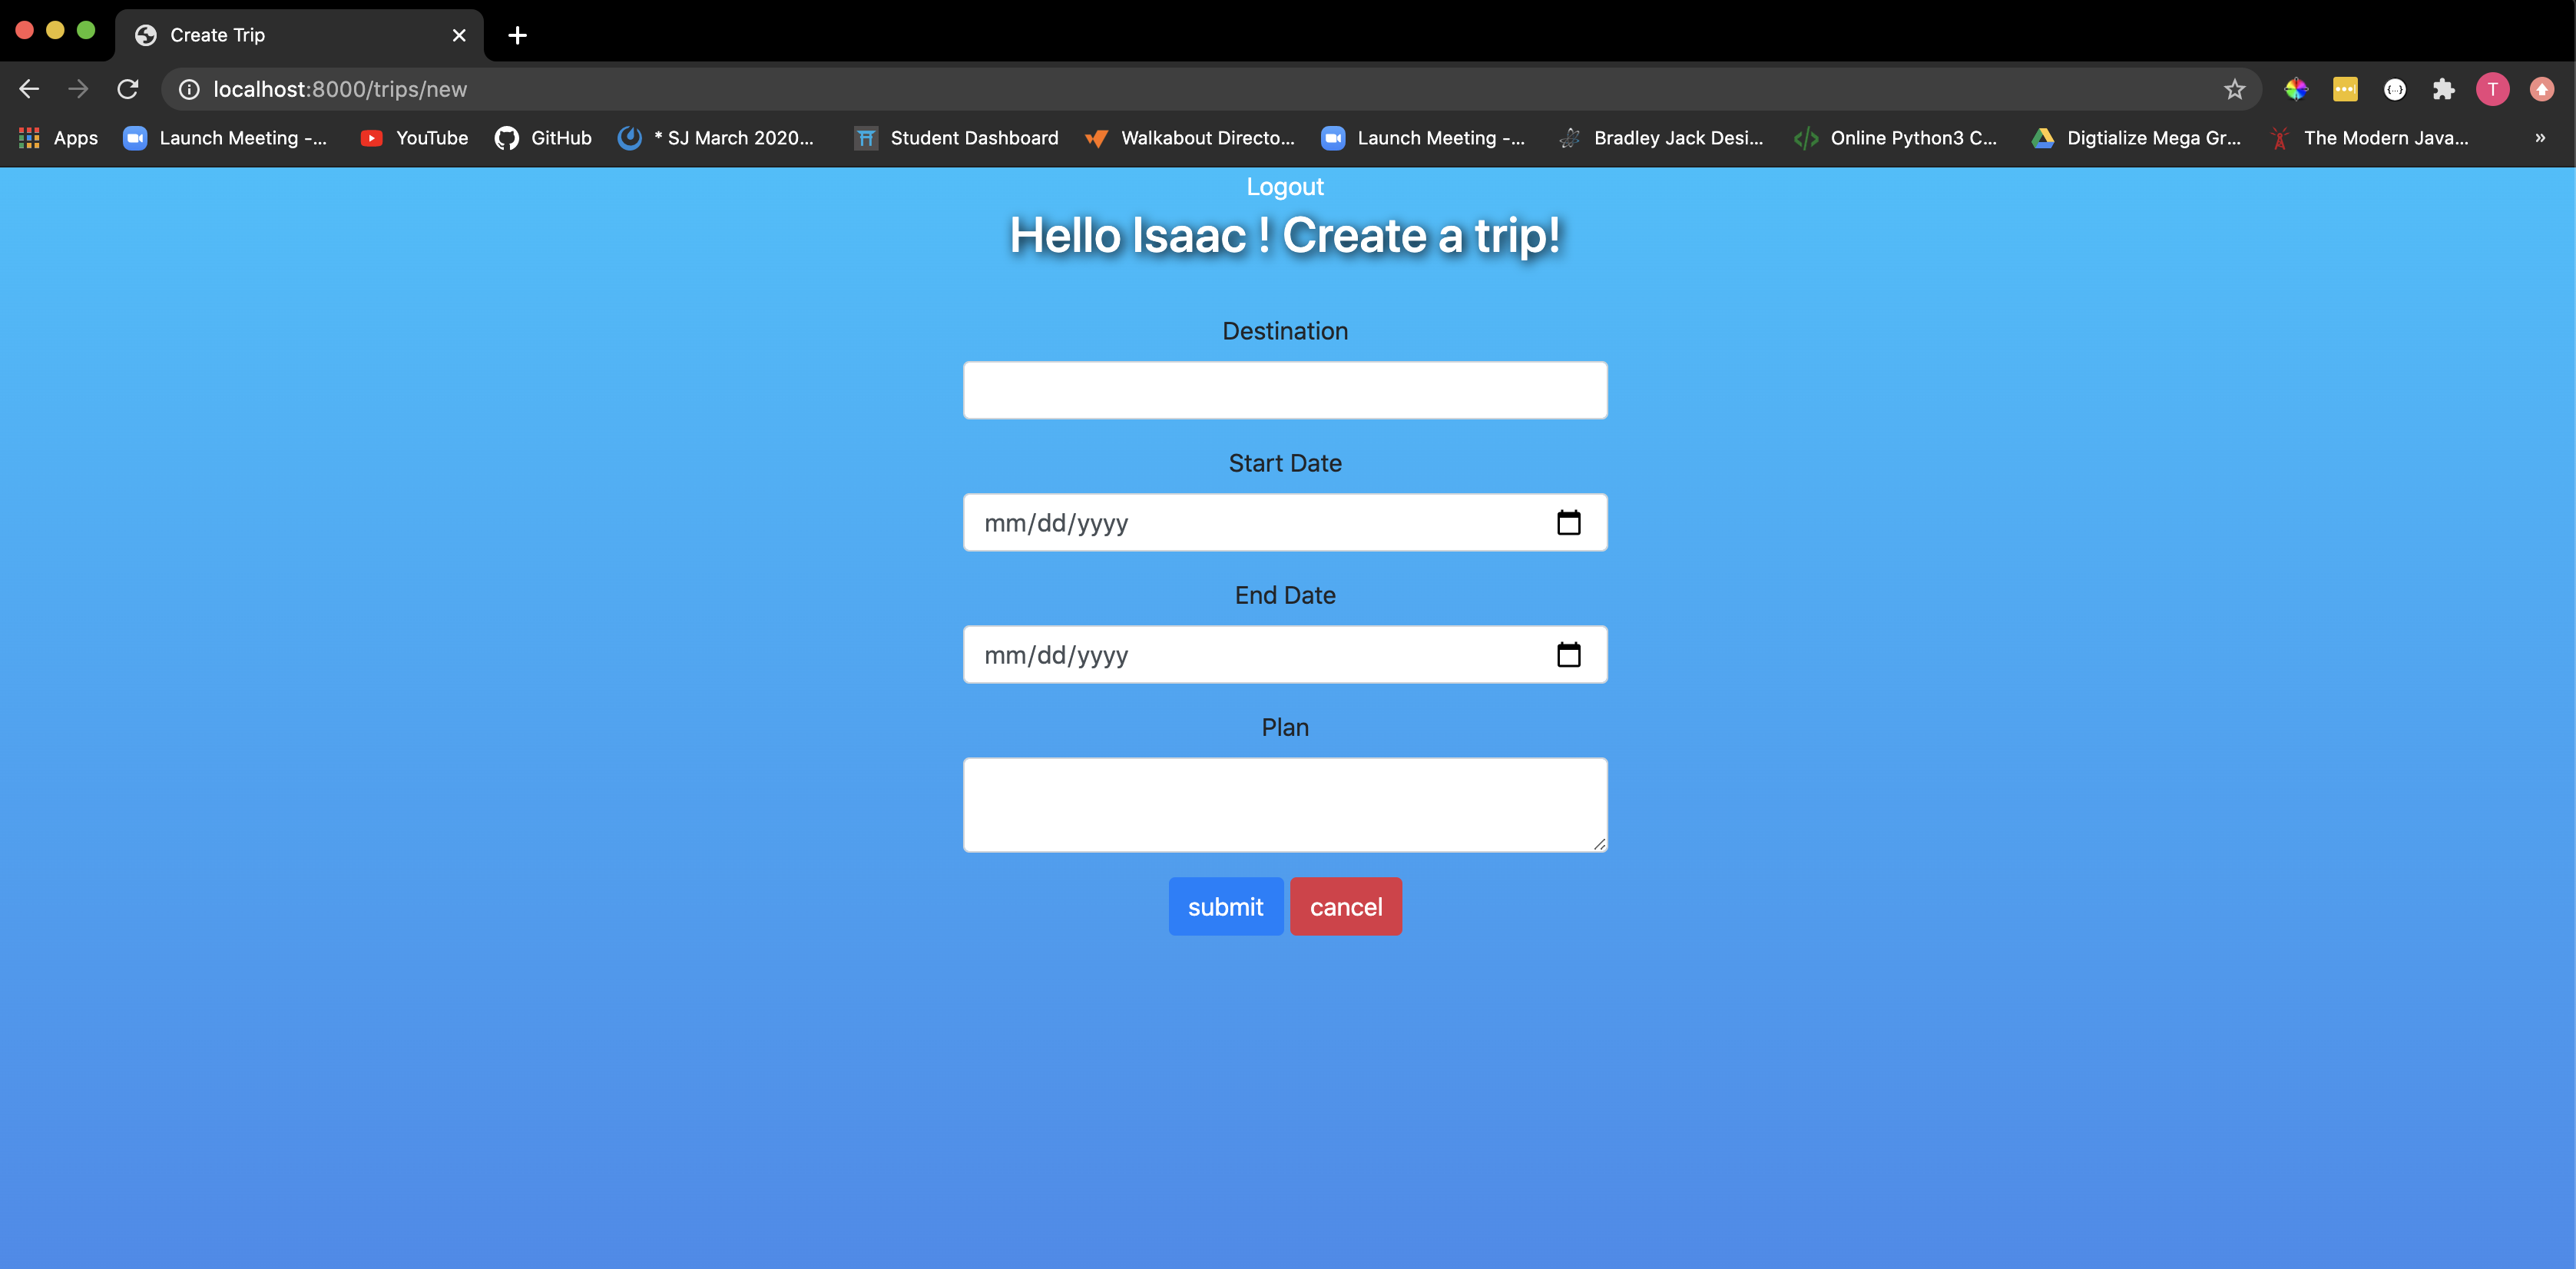 Create Trip
localhost:8000/trips/new
T
Apps Launch Meeting -... YouTube GitHub * SJ March 2020... Student Dashboard Walkabout Directo... Launch Meeting -... Bradley Jack Desi... Online Python3 C... Digtialize Mega Gr... The Modern Java... »
Logout
Hello Isaac ! Create a trip!
Destination
Start Date
mm/dd/yyyy
End Date
mm/dd/yyyy
Plan
submit cancel